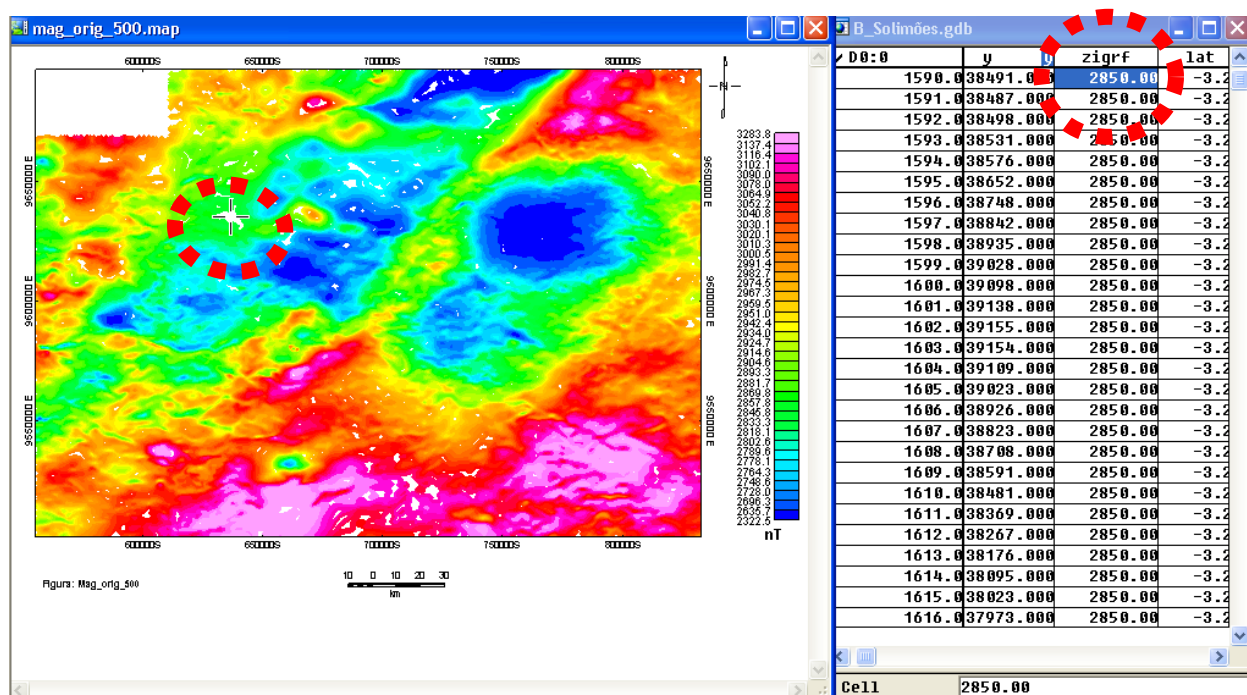 mag_orig_500.map
600000S 650000S 700000S 750000S 800000S
N
9650000 E
9600000 E
9550000 E
9650000 E
9600000 E
9550000 E
600000S 650000S 700000S 750000S 800000S
3283.8
3137.4
3116.4
3102.1
3090.0
3078.0
3064.9
3052.2
3040.8
3030.1
3020.1
3010.3
3000.5
2991.4
2982.7
2974.5
2967.3
2959.5
2951.0
2942.4
2934.0
2924.7
2914.6
2904.6
2893.3
2881.7
2869.8
2857.8
2845.8
2833.3
2818.1
2802.6
2789.6
2778.1
2764.3
2748.6
2728.0
2696.3
2635.7
2322.5
nT
Figura: Mag_orig_500
10 0 10 20 30
km
B_Solimões.gdb
D0:0 y y zigrf lat
1590.0 38491.000 2850.00 -3.2
1591.0 38487.000 2850.00 -3.2
1592.0 38498.000 2850.00 -3.2
1593.0 38531.000 2850.00 -3.2
1594.0 38576.000 2850.00 -3.2
1595.0 38652.000 2850.00 -3.2
1596.0 38748.000 2850.00 -3.2
1597.0 38842.000 2850.00 -3.2
1598.0 38935.000 2850.00 -3.2
1599.0 39028.000 2850.00 -3.2
1600.0 39098.000 2850.00 -3.2
1601.0 39138.000 2850.00 -3.2
1602.0 39155.000 2850.00 -3.2
1603.0 39154.000 2850.00 -3.2
1604.0 39109.000 2850.00 -3.2
1605.0 39023.000 2850.00 -3.2
1606.0 38926.000 2850.00 -3.2
1607.0 38823.000 2850.00 -3.2
1608.0 38708.000 2850.00 -3.2
1609.0 38591.000 2850.00 -3.2
1610.0 38481.000 2850.00 -3.2
1611.0 38369.000 2850.00 -3.2
1612.0 38267.000 2850.00 -3.2
1613.0 38176.000 2850.00 -3.2
1614.0 38095.000 2850.00 -3.2
1615.0 38023.000 2850.00 -3.2
1616.0 37973.000 2850.00 -3.2
Cell 2850.00